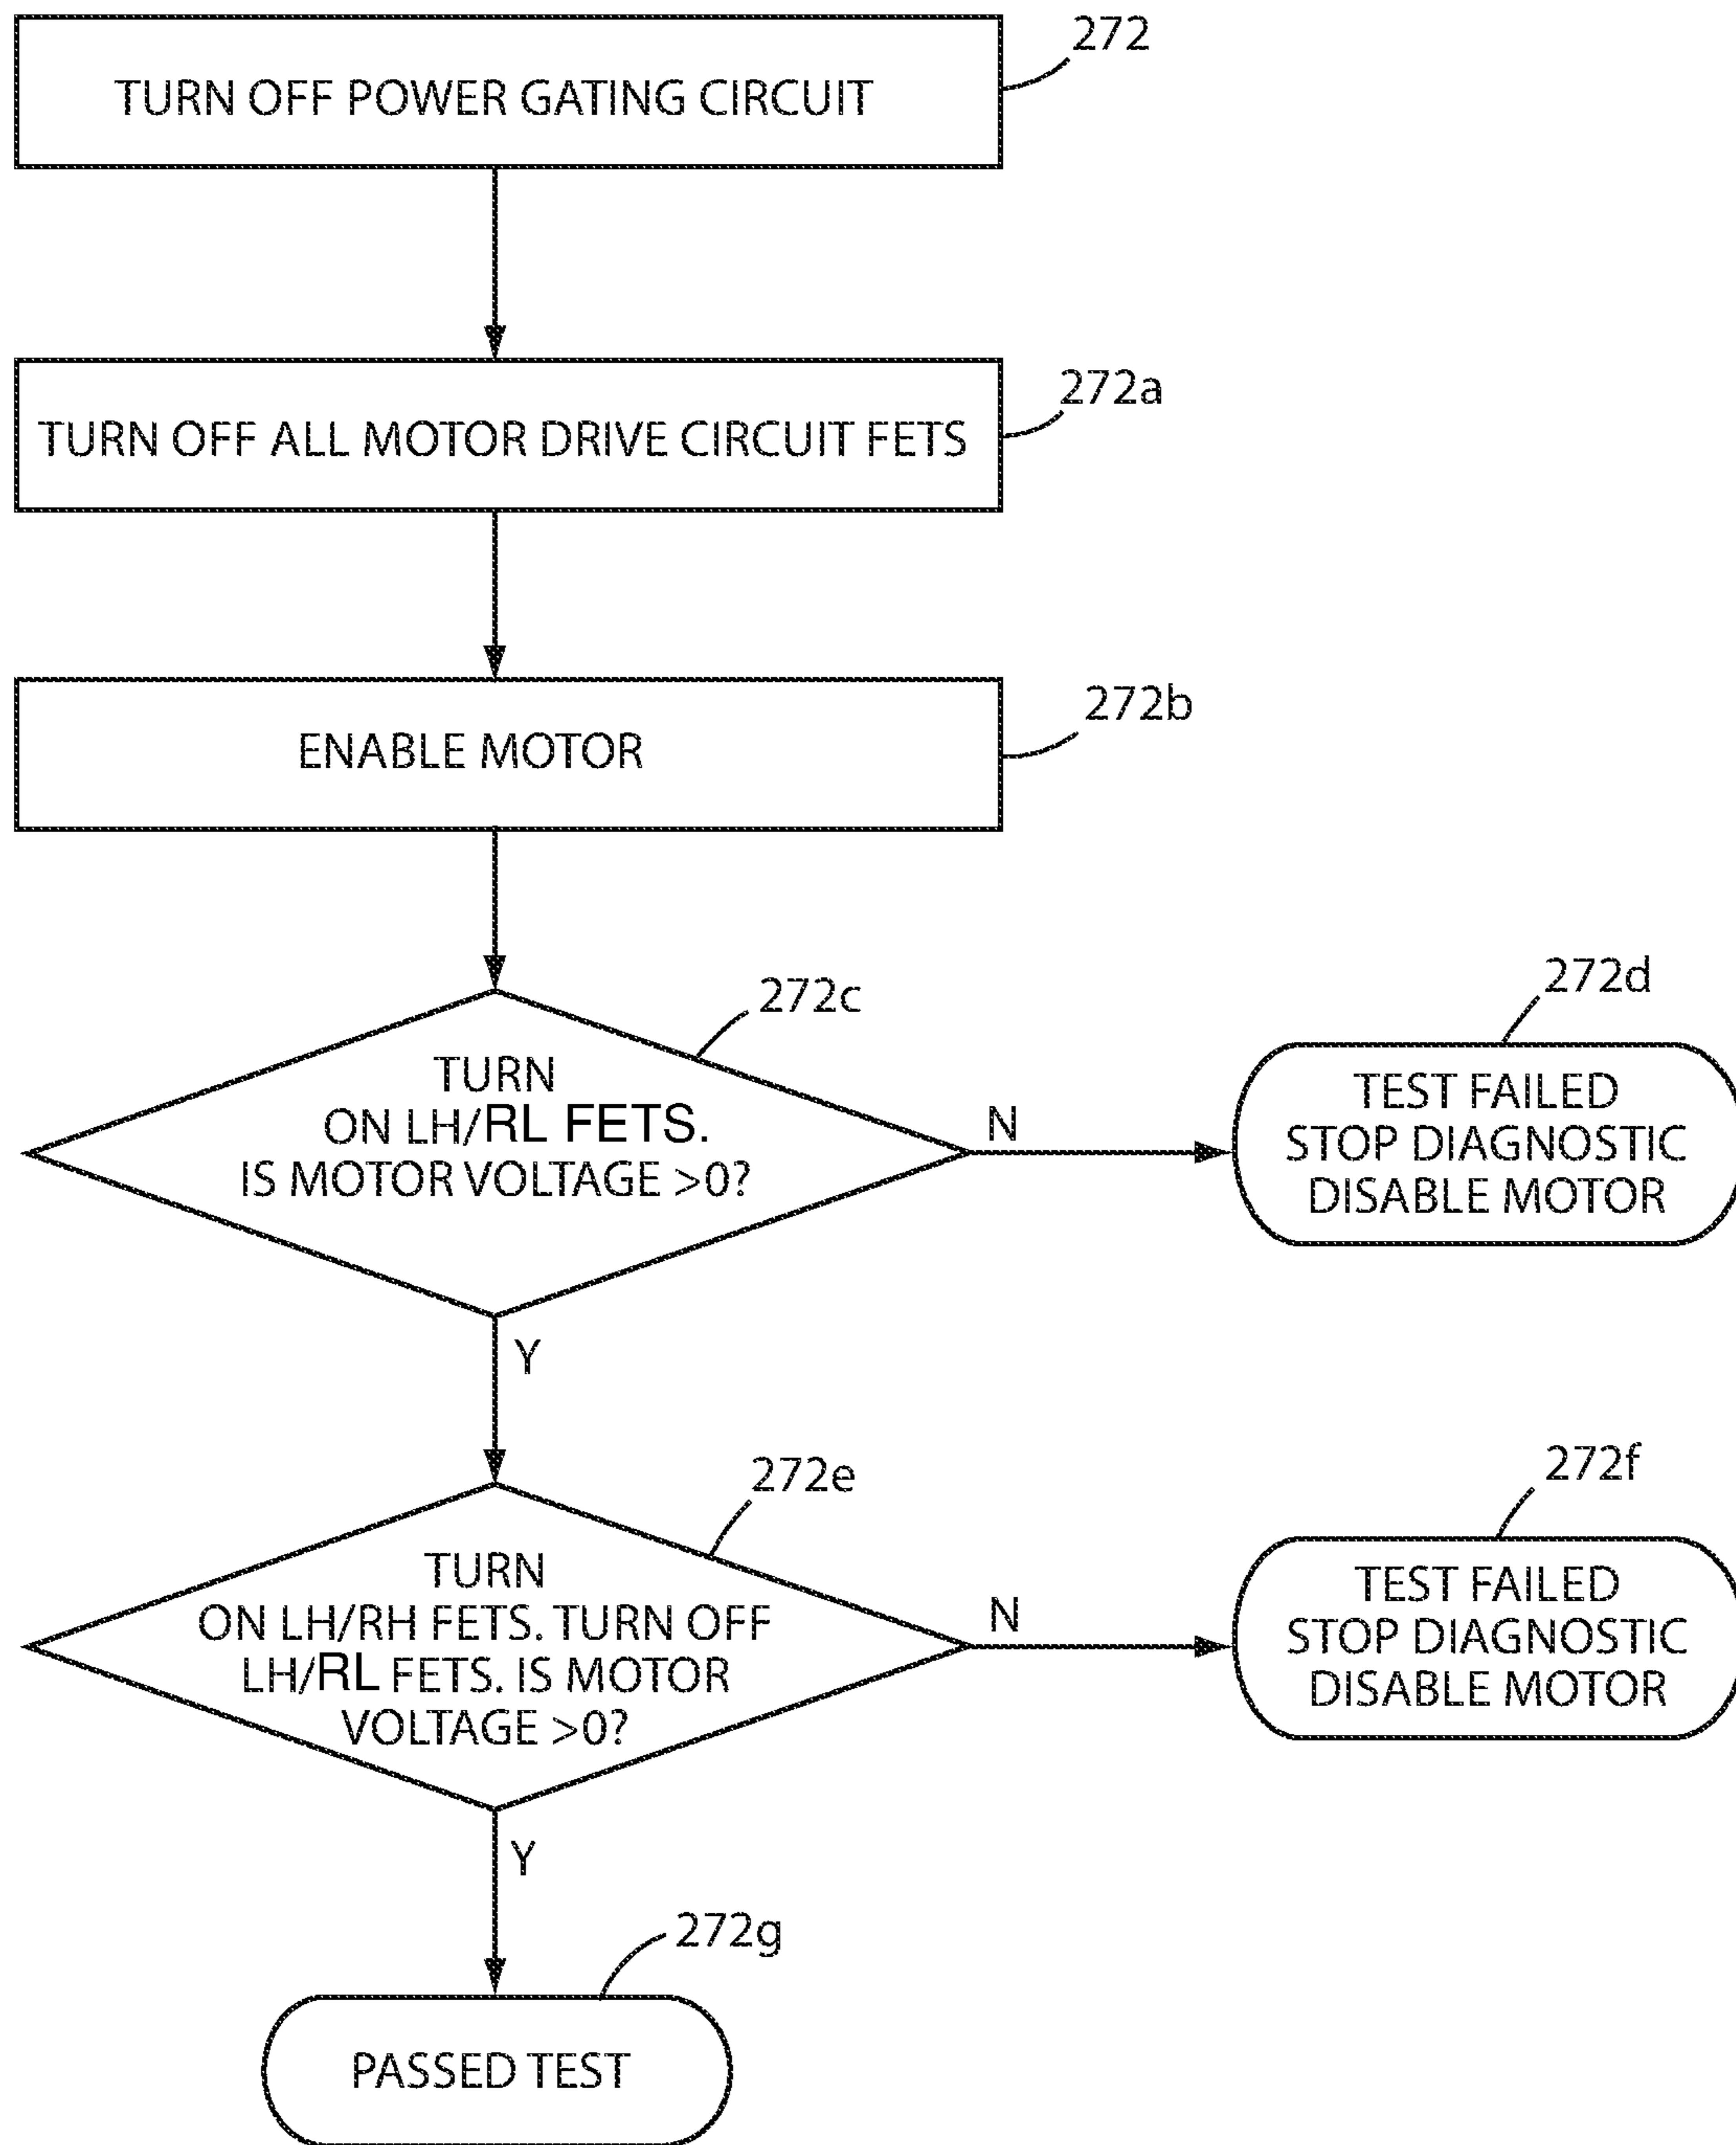 272
TURN OFF POWER GATING CIRCUIT
272a
TURN OFF ALL MOTOR DRIVE CIRCUIT FETS
272b
ENABLE MOTOR
272c
TURN
ON LH/RL FETS.
IS MOTOR VOLTAGE >0?
N
272d
TEST FAILED
STOP DIAGNOSTIC
DISABLE MOTOR
Y
272e
TURN
ON LH/RH FETS. TURN OFF
LH/RL FETS. IS MOTOR
VOLTAGE >0?
N
272f
TEST FAILED
STOP DIAGNOSTIC
DISABLE MOTOR
Y
272g
PASSED TEST